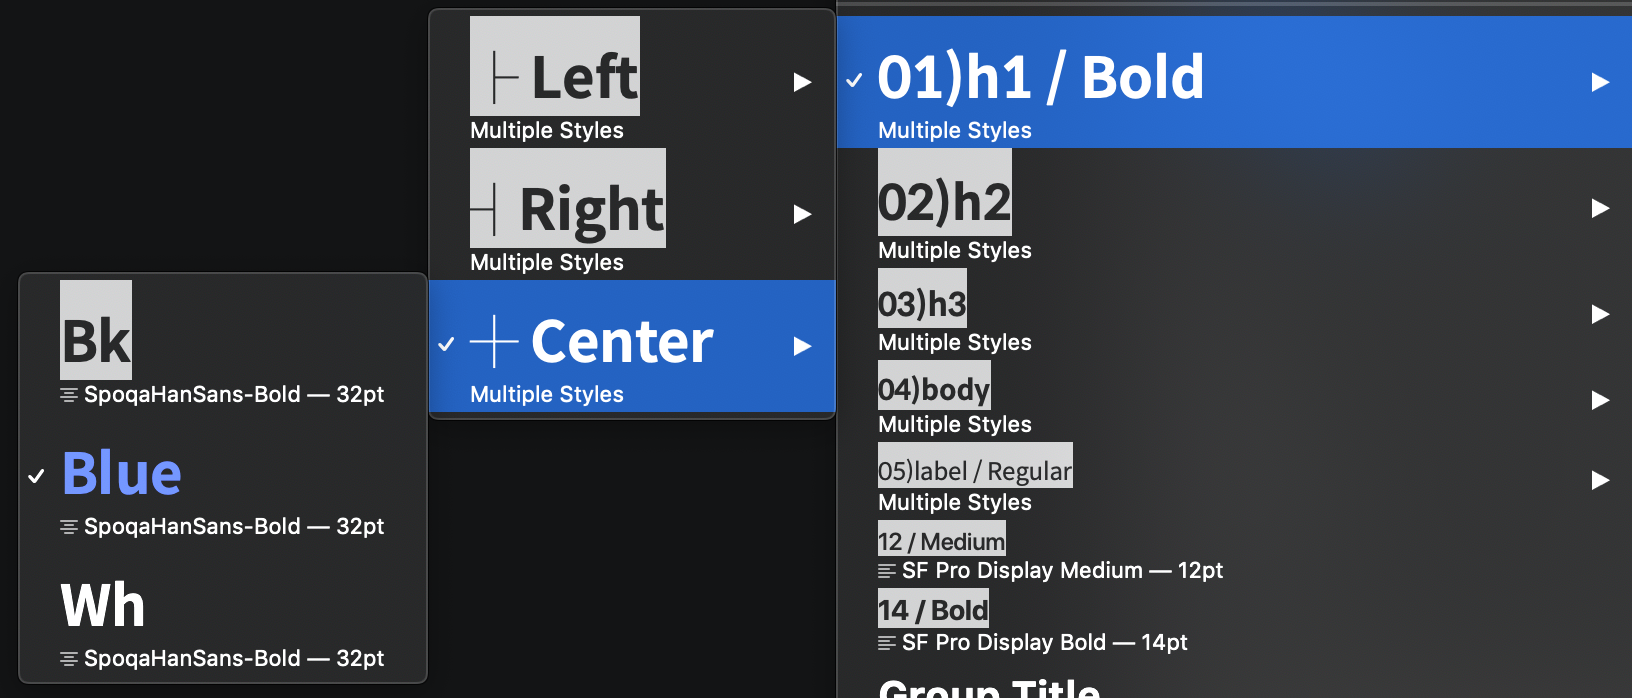 Bk
SpoqaHanSans-Bold — 32pt
Blue
SpoqaHanSans-Bold — 32pt
Wh
SpoqaHanSans-Bold — 32pt
├ Left
Multiple Styles
┤ Right
Multiple Styles
┼ Center
Multiple Styles
01)h1 / Bold
Multiple Styles
02)h2
Multiple Styles
03)h3
Multiple Styles
04)body
Multiple Styles
05)label / Regular
Multiple Styles
12 / Medium
SF Pro Display Medium — 12pt
14 / Bold
SF Pro Display Bold — 14pt
Group Title